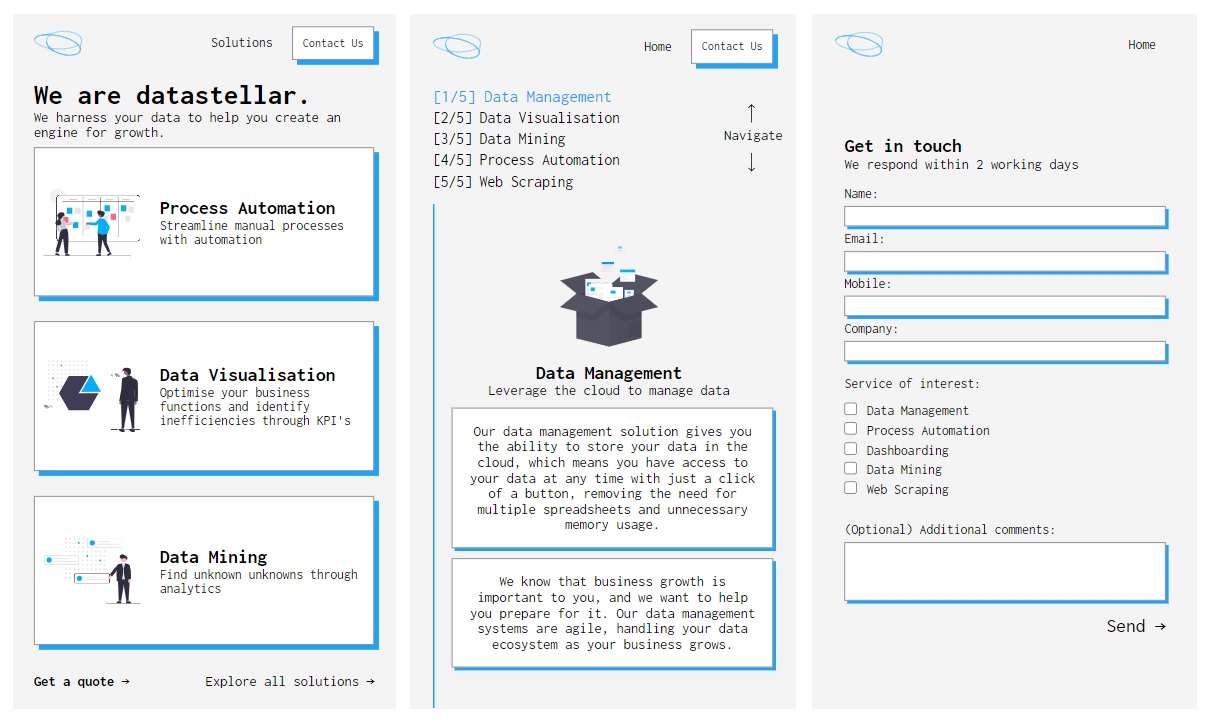 Solutions
Contact Us
We are datastellar.
We harness your data to help you create an
engine for growth.
Process Automation
Streamline manual processes
with automation
Data Visualisation
Optimise your business
functions and identify
inefficiencies through KPI's
Data Mining
Find unknown unknowns through
analytics
Get a quote →
Explore all solutions →
Home
Contact Us
[1/5] Data Management
[2/5] Data Visualisation
[3/5] Data Mining
[4/5] Process Automation
[5/5] Web Scraping
↑
Navigate
↓
Data Management
Leverage the cloud to manage data
Our data management solution gives you
the ability to store your data in the
cloud, which means you have access to
your data at any time with just a click
of a button, removing the need for
multiple spreadsheets and unnecessary
memory usage.
We know that business growth is
important to you, and we want to help
you prepare for it. Our data management
systems are agile, handling your data
ecosystem as your business grows.
Home
Get in touch
We respond within 2 working days
Name:
Email:
Mobile:
Company:
Service of interest:
Data Management
Process Automation
Dashboarding
Data Mining
Web Scraping
(Optional) Additional comments:
Send →